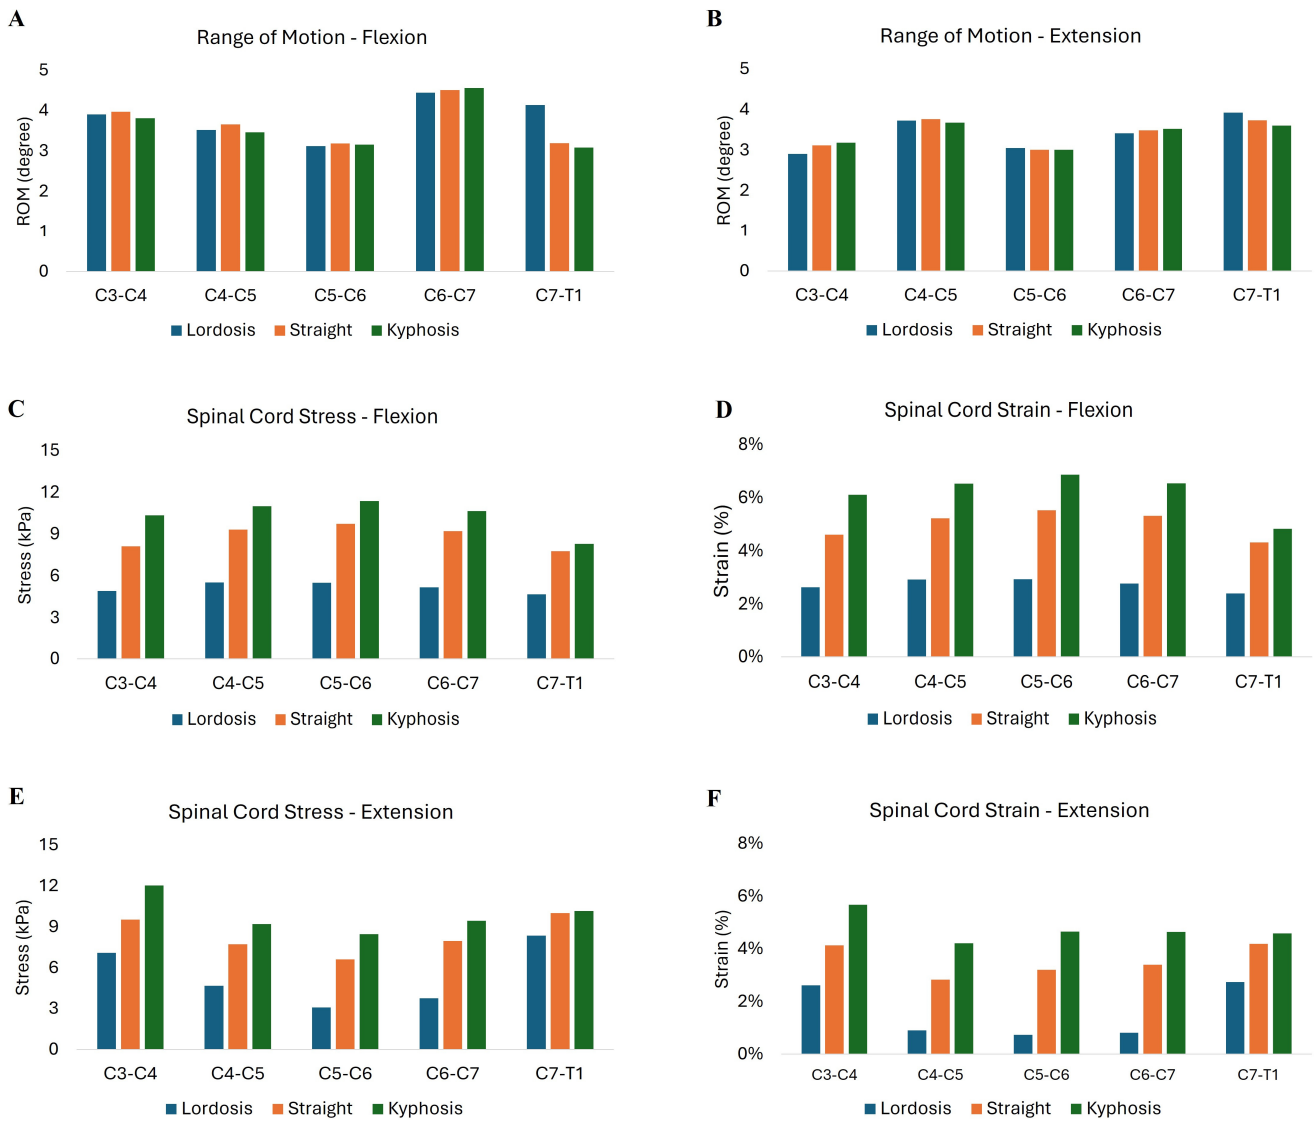 A
Range of Motion - Flexion
ROM (degree)
5
4
3
2
1
0
C3-C4 C4-C5 C5-C6 C6-C7 C7-T1
Lordosis Straight Kyphosis
B
Range of Motion - Extension
ROM (degree)
5
4
3
2
1
0
C3-C4 C4-C5 C5-C6 C6-C7 C7-T1
Lordosis Straight Kyphosis
C
Spinal Cord Stress - Flexion
Stress (kPa)
15
12
9
6
3
0
C3-C4 C4-C5 C5-C6 C6-C7 C7-T1
Lordosis Straight Kyphosis
D
Spinal Cord Strain - Flexion
Strain (%)
8%
6%
4%
2%
0%
C3-C4 C4-C5 C5-C6 C6-C7 C7-T1
Lordosis Straight Kyphosis
E
Spinal Cord Stress - Extension
Stress (kPa)
15
12
9
6
3
0
C3-C4 C4-C5 C5-C6 C6-C7 C7-T1
Lordosis Straight Kyphosis
F
Spinal Cord Strain - Extension
Strain (%)
8%
6%
4%
2%
0%
C3-C4 C4-C5 C5-C6 C6-C7 C7-T1
Lordosis Straight Kyphosis